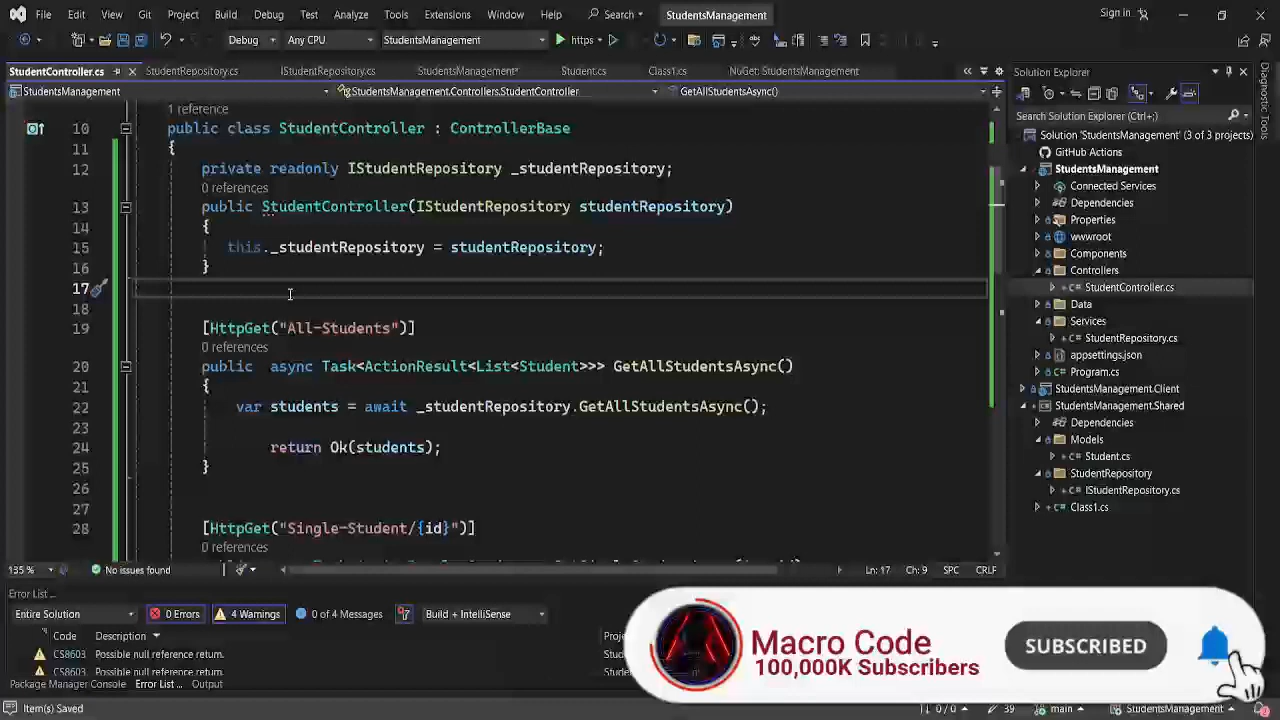 File Edit View Git Project Build Debug Test Analyze Tools Extensions Window Help Search StudentsManagement Sign in
Debug Any CPU StudentsManagement https
StudentController.cs StudentRepository.cs IStudentRepository.cs StudentsManagement* Student.cs Class1.cs NuGet: StudentsManagement
StudentsManagement StudentsManagement.Controllers.StudentController GetAllStudentsAsync()
1 reference
10 public class StudentController : ControllerBase
11 {
12 private readonly IStudentRepository _studentRepository;
0 references
13 public StudentController(IStudentRepository studentRepository)
14 {
15 this._studentRepository = studentRepository;
16 }
17
18
19 [HttpGet("All-Students")]
0 references
20 public async Task<ActionResult<List<Student>>> GetAllStudentsAsync()
21 {
22 var students = await _studentRepository.GetAllStudentsAsync();
23
24 return Ok(students);
25 }
26
27
28 [HttpGet("Single-Student/{id}")]
0 references
135 % No issues found Ln: 17 Ch: 9 SPC CRLF
Solution Explorer
Search Solution Explorer (Ctrl+;)
Solution 'StudentsManagement' (3 of 3 projects)
GitHub Actions
StudentsManagement
Connected Services
Dependencies
Properties
wwwroot
Components
Controllers
StudentController.cs
Data
Services
StudentRepository.cs
appsettings.json
Program.cs
StudentsManagement.Client
StudentsManagement.Shared
Dependencies
Models
Student.cs
StudentRepository
IStudentRepository.cs
Class1.cs
Diagnostic Tools
Error List ...
Entire Solution 0 Errors 4 Warnings 0 of 4 Messages Build + IntelliSense
Code Description Proj
CS8603 Possible null reference return. Stude
CS8603 Possible null reference return. Stude
Package Manager Console Error List ... Output
Item(s) Saved 0 / 0 39 main StudentsManagement 2
Macro Code
100,000K Subscribers
SUBSCRIBED